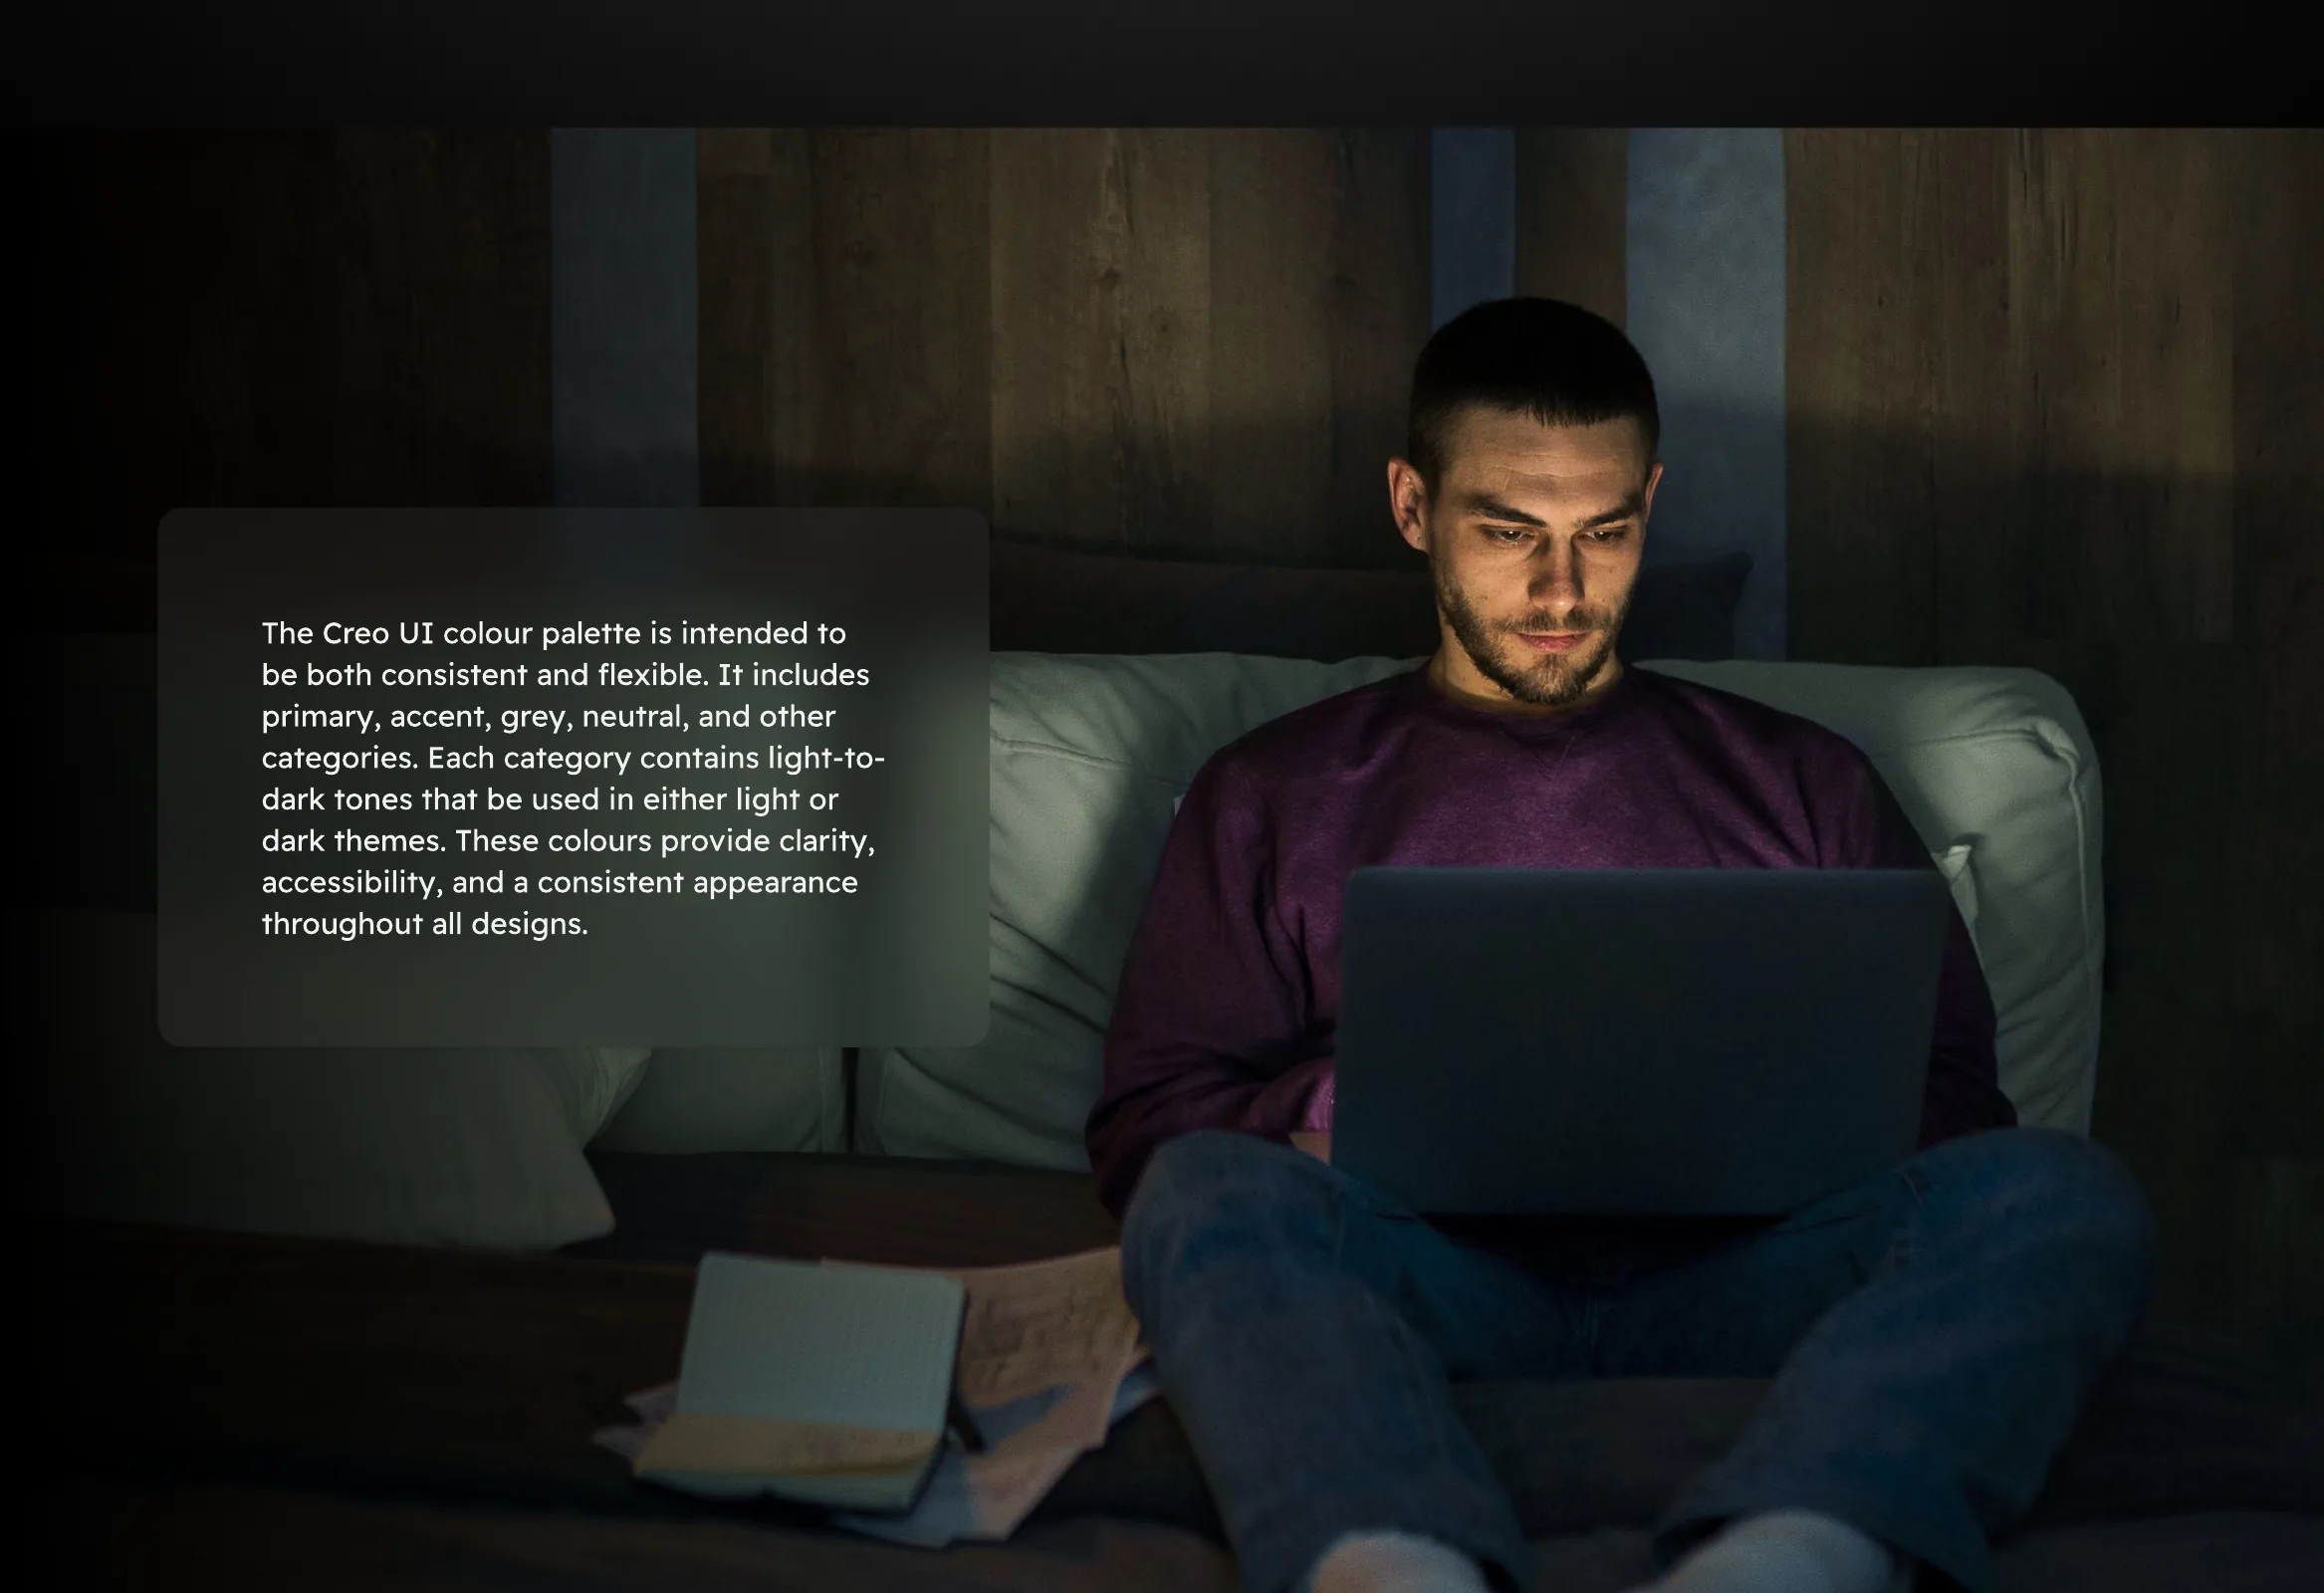 The Creo UI colour palette is intended to
be both consistent and flexible. It includes
primary, accent, grey, neutral, and other
categories. Each category contains light-to-
dark tones that be used in either light or
dark themes. These colours provide clarity,
accessibility, and a consistent appearance
throughout all designs.